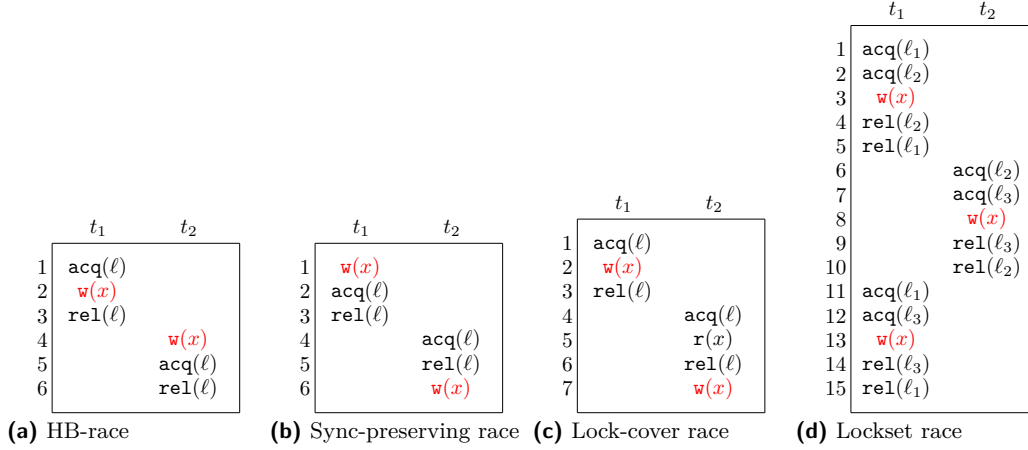 t₁ t₂
1 acq(ℓ)
2 w(x)
3 rel(ℓ)
4 w(x)
5 acq(ℓ)
6 rel(ℓ)
(a) HB-race
t₁ t₂
1 w(x)
2 acq(ℓ)
3 rel(ℓ)
4 acq(ℓ)
5 rel(ℓ)
6 w(x)
(b) Sync-preserving race
t₁ t₂
1 acq(ℓ)
2 w(x)
3 rel(ℓ)
4 acq(ℓ)
5 r(x)
6 rel(ℓ)
7 w(x)
(c) Lock-cover race
t₁ t₂
1 acq(ℓ₁)
2 acq(ℓ₂)
3 w(x)
4 rel(ℓ₂)
5 rel(ℓ₁)
6 acq(ℓ₂)
7 acq(ℓ₃)
8 w(x)
9 rel(ℓ₃)
10 rel(ℓ₂)
11 acq(ℓ₁)
12 acq(ℓ₃)
13 w(x)
14 rel(ℓ₃)
15 rel(ℓ₁)
(d) Lockset race